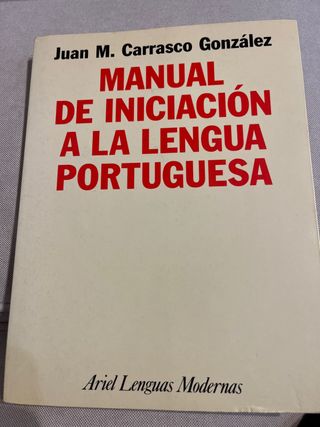 Juan M. Carrasco González
MANUAL
DE INICIACIÓN
A LA LENGUA
PORTUGUESA
Ariel Lenguas Modernas